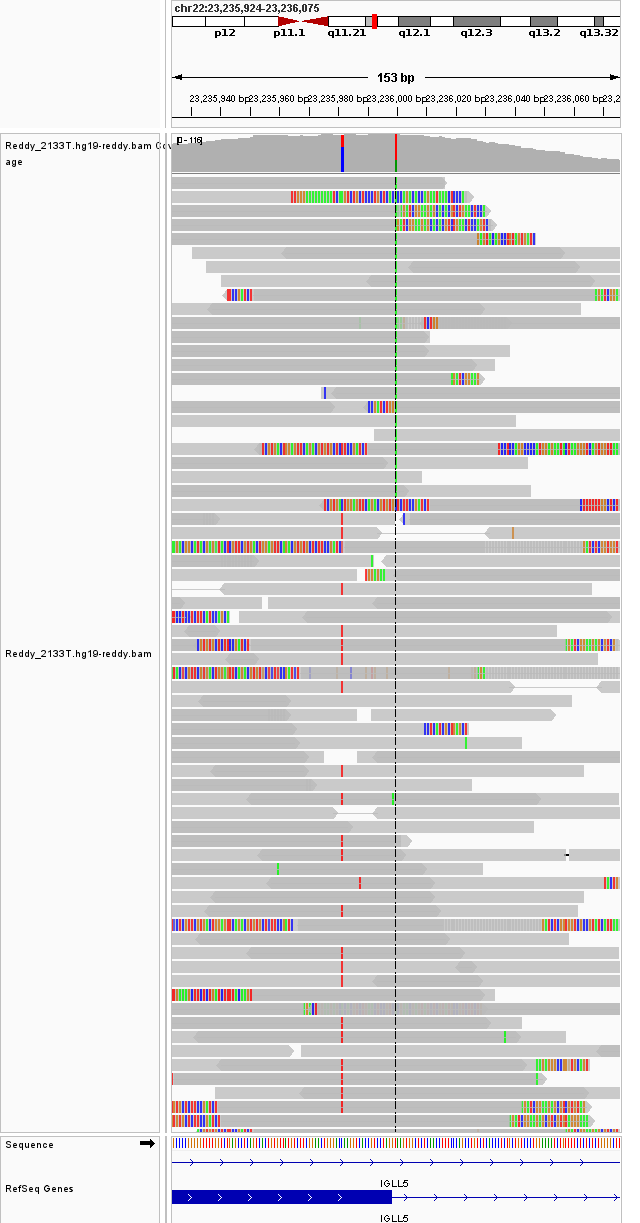 chr22:23,235,924-23,236,075
p12 p11.1 q11.21 q12.1 q12.3 q13.2 q13.32
153 bp
23,235,940 bp 23,235,960 bp 23,235,980 bp 23,236,000 bp 23,236,020 bp 23,236,040 bp 23,236,060 bp 23,2
Reddy_2133T.hg19-reddy.bam Cov
age
Reddy_2133T.hg19-reddy.bam
Sequence
IGLL5
RefSeq Genes
IGLL5